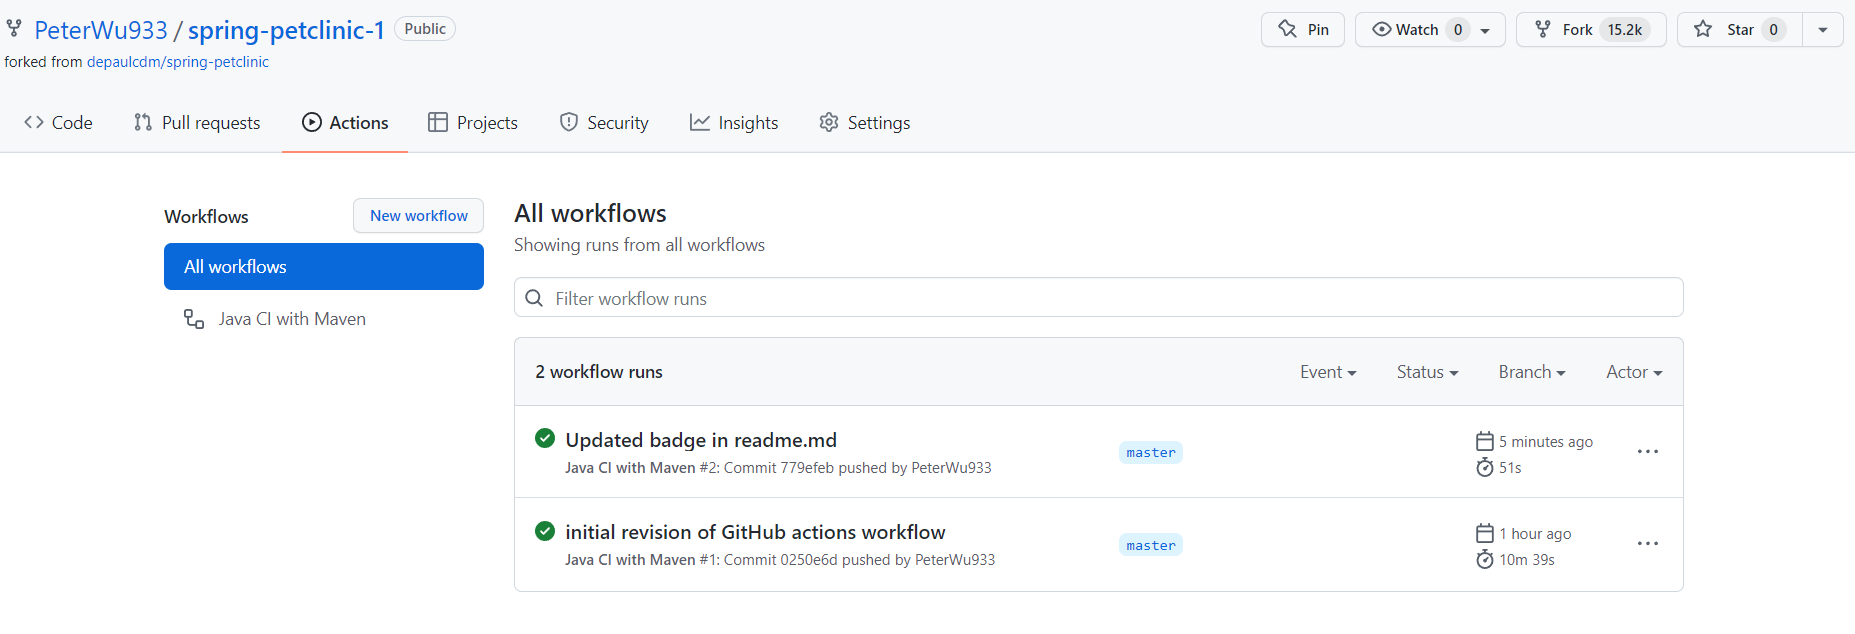 PeterWu933 / spring-petclinic-1 Public
Pin
Watch 0
Fork 15.2k
Star 0
forked from depaulcdm/spring-petclinic
Code
Pull requests
Actions
Projects
Security
Insights
Settings
Workflows
New workflow
All workflows
Java CI with Maven
All workflows
Showing runs from all workflows
Filter workflow runs
2 workflow runs
Event
Status
Branch
Actor
Updated badge in readme.md
Java CI with Maven #2: Commit 779efeb pushed by PeterWu933
master
5 minutes ago
51s
initial revision of GitHub actions workflow
Java CI with Maven #1: Commit 0250e6d pushed by PeterWu933
master
1 hour ago
10m 39s